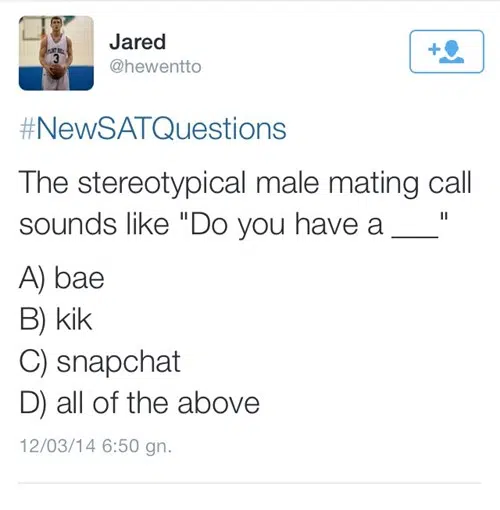 Jared
@hewentto
#NewSATQuestions
The stereotypical male mating call
sounds like "Do you have a ___"
A) bae
B) kik
C) snapchat
D) all of the above
12/03/14 6:50 gn.